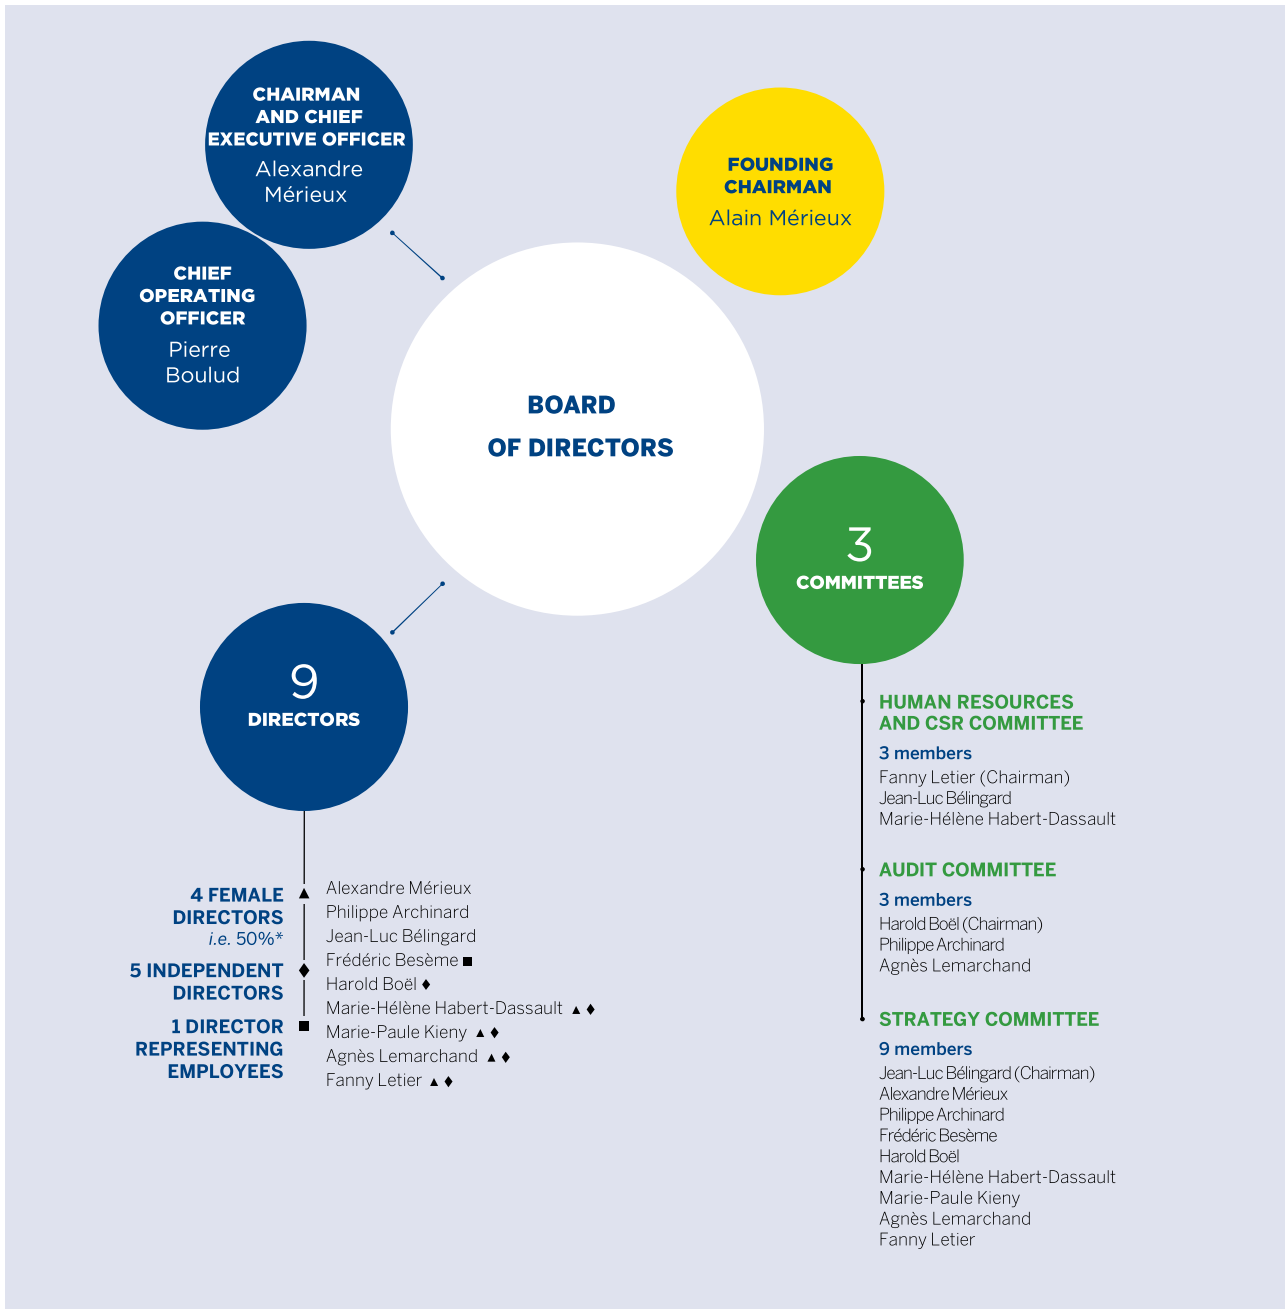 CHAIRMAN
AND CHIEF
EXECUTIVE OFFICER
Alexandre
Mérieux
FOUNDING
CHAIRMAN
Alain Mérieux
CHIEF
OPERATING
OFFICER
Pierre
Boulud
BOARD
OF DIRECTORS
3
COMMITTEES
9
DIRECTORS
4 FEMALE
DIRECTORS
i.e. 50%*
5 INDEPENDENT
DIRECTORS
1 DIRECTOR
REPRESENTING
EMPLOYEES
▲
◆
■
Alexandre Mérieux
Philippe Archinard
Jean-Luc Bélingard
Frédéric Besème ■
Harold Boël ◆
Marie-Hélène Habert-Dassault ▲ ◆
Marie-Paule Kieny ▲ ◆
Agnès Lemarchand ▲ ◆
Fanny Letier ▲ ◆
HUMAN RESOURCES
AND CSR COMMITTEE
3 members
Fanny Letier (Chairman)
Jean-Luc Bélingard
Marie-Hélène Habert-Dassault
AUDIT COMMITTEE
3 members
Harold Boël (Chairman)
Philippe Archinard
Agnès Lemarchand
STRATEGY COMMITTEE
9 members
Jean-Luc Bélingard (Chairman)
Alexandre Mérieux
Philippe Archinard
Frédéric Besème
Harold Boël
Marie-Hélène Habert-Dassault
Marie-Paule Kieny
Agnès Lemarchand
Fanny Letier